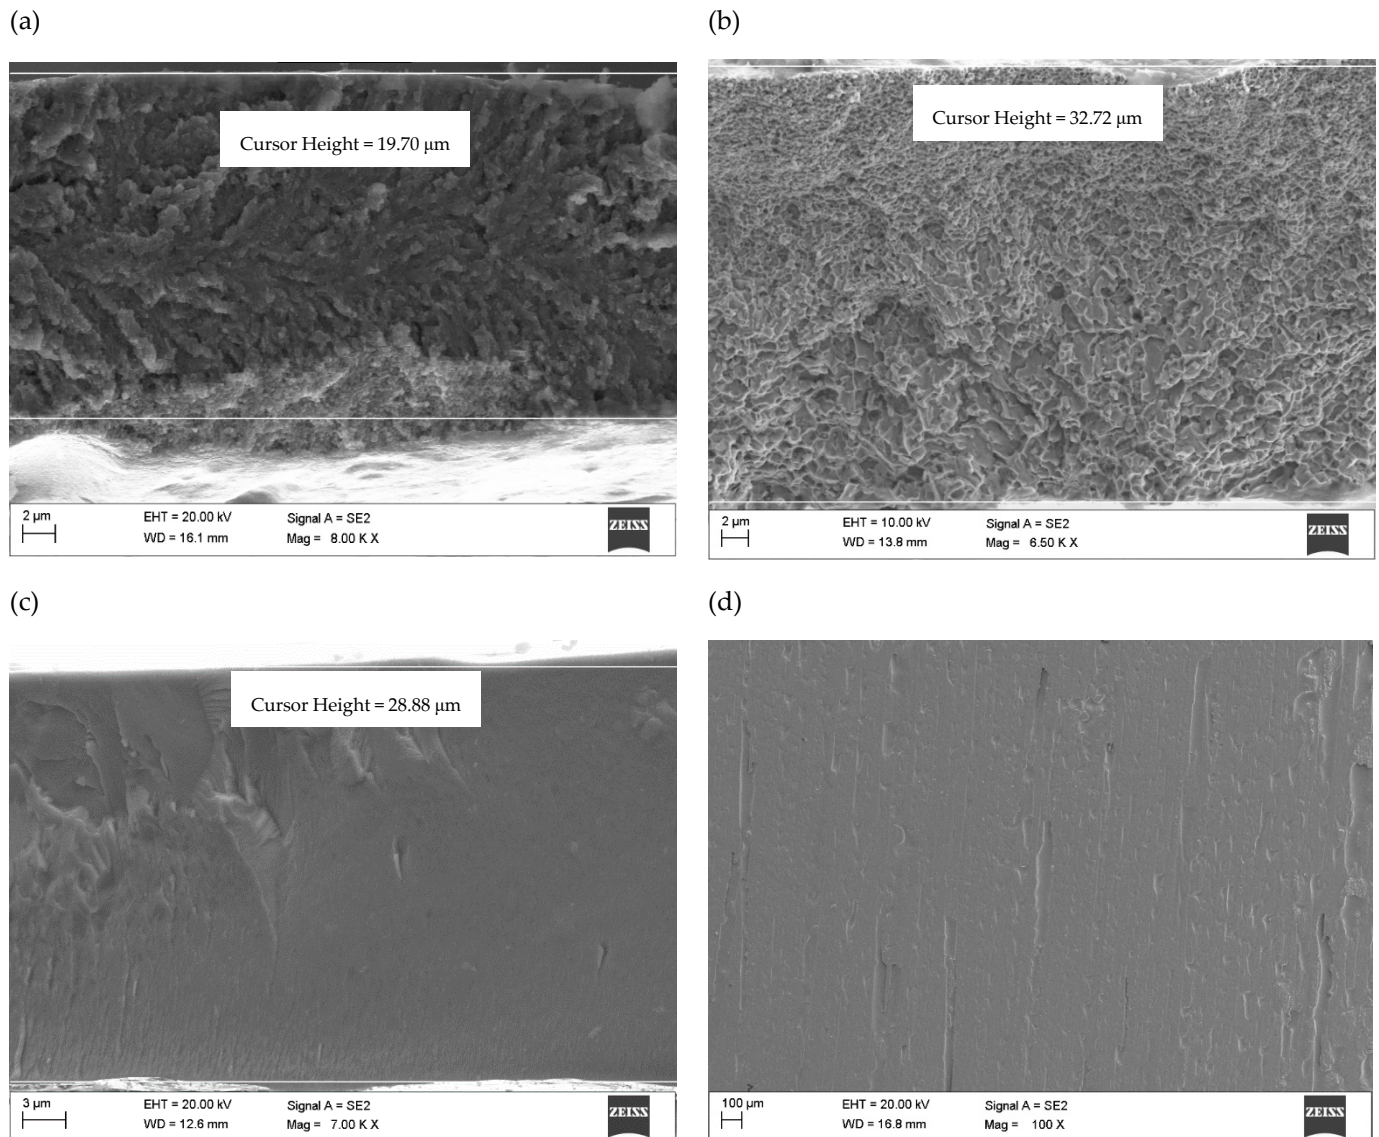 (a)
(b)
Cursor Height = 19.70 µm
Cursor Height = 32.72 µm
2 µm
EHT = 20.00 kV
Signal A = SE2
WD = 16.1 mm
Mag = 8.00 K X
ZEISS
2 µm
EHT = 10.00 kV
Signal A = SE2
WD = 13.8 mm
Mag = 6.50 K X
ZEISS
(c)
(d)
Cursor Height = 28.88 µm
3 µm
EHT = 20.00 kV
Signal A = SE2
WD = 12.6 mm
Mag = 7.00 K X
ZEISS
100 µm
EHT = 20.00 kV
Signal A = SE2
WD = 16.8 mm
Mag = 100 X
ZEISS